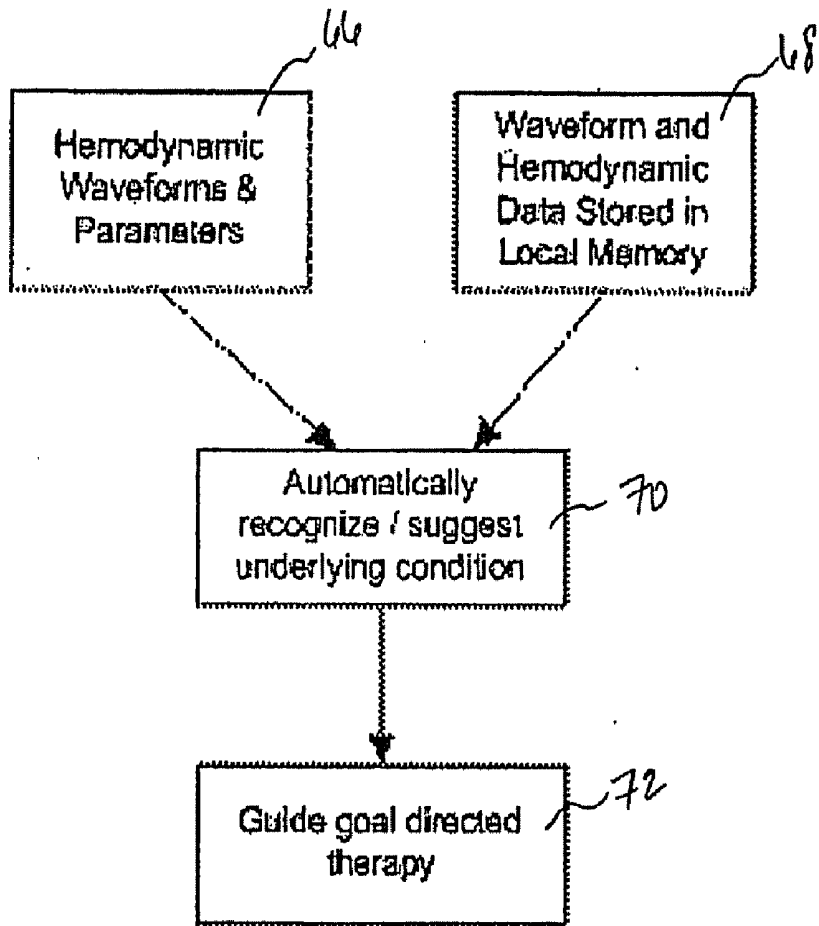 66
68
Hemodynamic
Waveforms &
Parameters
Waveform and
Hemodynamic
Data Stored in
Local Memory
Automatically
recognize / suggest
underlying condition
70
Guide goal directed
therapy
72